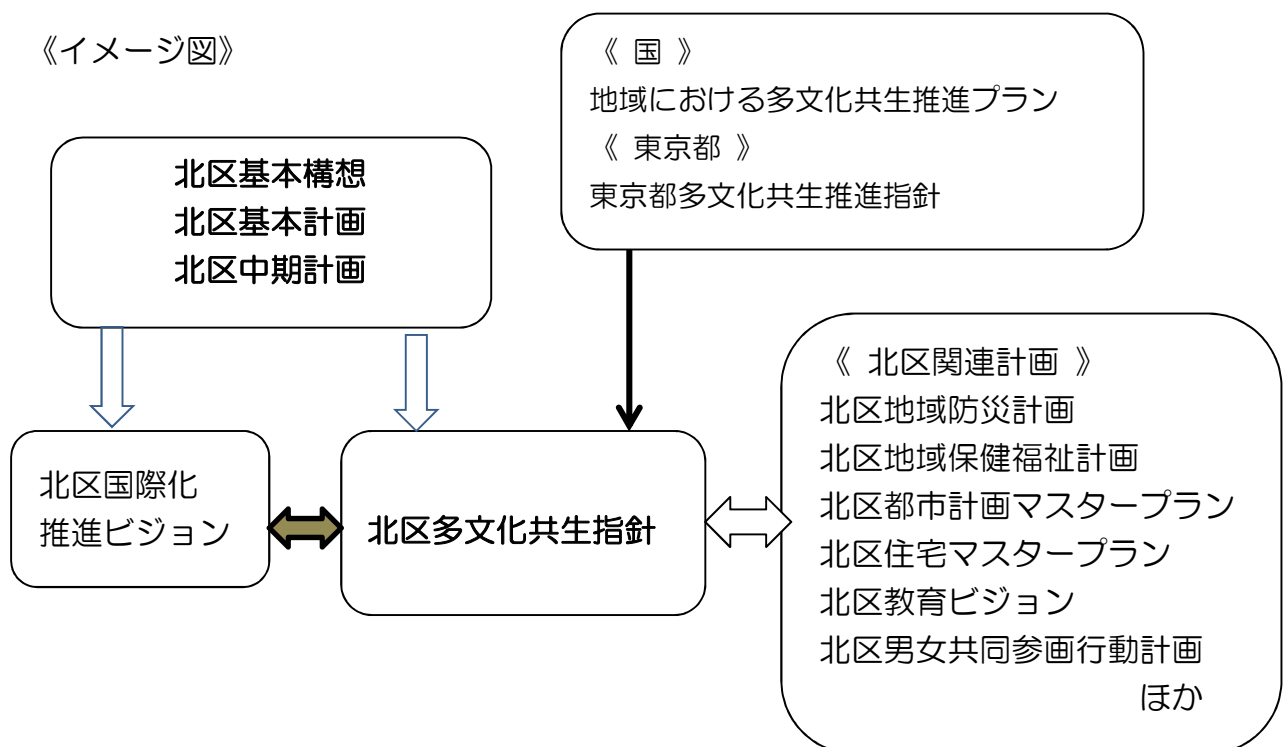 《イメージ図》
《 国 》
地域における多文化共生推進プラン
《 東京都 》
東京都多文化共生推進指針
北区基本構想
北区基本計画
北区中期計画
北区国際化
推進ビジョン
北区多文化共生指針
《 北区関連計画 》
北区地域防災計画
北区地域保健福祉計画
北区都市計画マスタープラン
北区住宅マスタープラン
北区教育ビジョン
北区男女共同参画行動計画
ほか